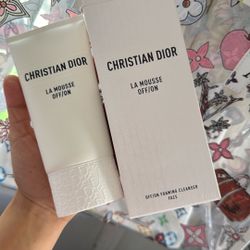 CHRISTIAN DIOR
LA MOUSSE
OFF/ON
CHRISTIAN DIOR
LA MOUSSE
OFF/ON
OFF/ON FOAMING CLEANSER
FACE